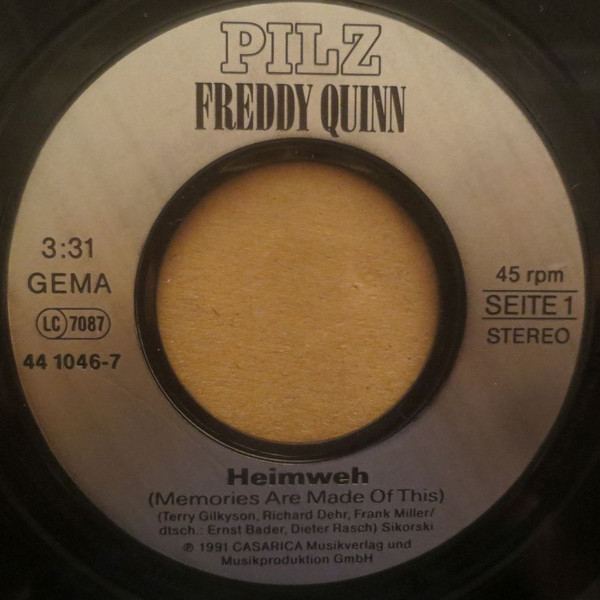 PILZ
FREDDY QUINN
3:31
GEMA
LC 7087
44 1046-7
45 rpm
SEITE 1
STEREO
Heimweh
(Memories Are Made Of This)
(Terry Gilkyson, Richard Dehr, Frank Miller/
dtsch.: Ernst Bader, Dieter Rasch) Sikorski
℗ 1991 CASARICA Musikverlag und
Musikproduktion GmbH